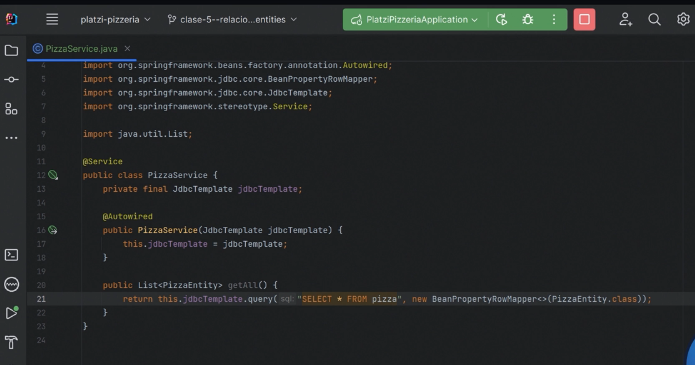 platzi-pizzeria
clase-5--relacio...entities
PlatziPizzeriaApplication
PizzaService.java
4 import org.springframework.beans.factory.annotation.Autowired;
5 import org.springframework.jdbc.core.BeanPropertyRowMapper;
6 import org.springframework.jdbc.core.JdbcTemplate;
7 import org.springframework.stereotype.Service;
8
9 import java.util.List;
10
11 @Service
12 public class PizzaService {
13 private final JdbcTemplate jdbcTemplate;
14
15 @Autowired
16 public PizzaService(JdbcTemplate jdbcTemplate) {
17 this.jdbcTemplate = jdbcTemplate;
18 }
19
20 public List<PizzaEntity> getAll() {
21 return this.jdbcTemplate.query( sql: "SELECT * FROM pizza", new BeanPropertyRowMapper<>(PizzaEntity.class));
22 }
23 }
24